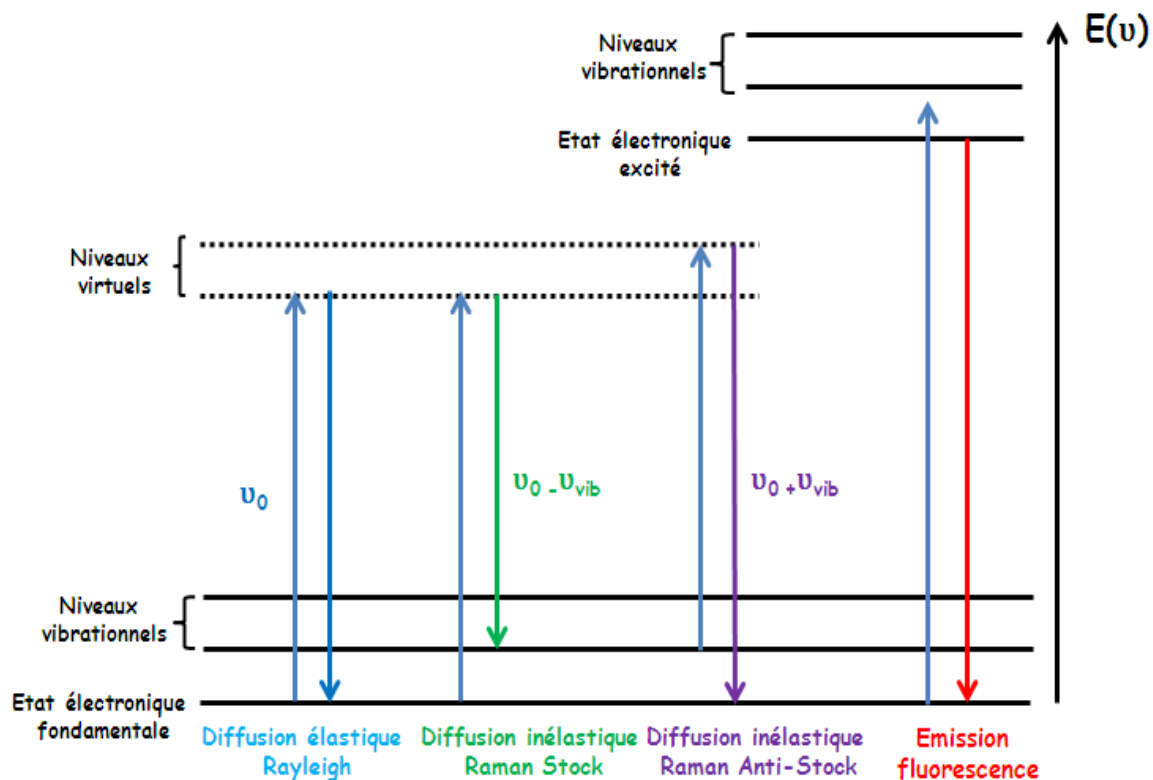 E(υ)
Niveaux
vibrationnels
Etat électronique
excité
Niveaux
virtuels
υ0
υ0 -υvib
υ0 +υvib
Niveaux
vibrationnels
Etat électronique
fondamentale
Diffusion élastique
Rayleigh
Diffusion inélastique
Raman Stock
Diffusion inélastique
Raman Anti-Stock
Emission
fluorescence